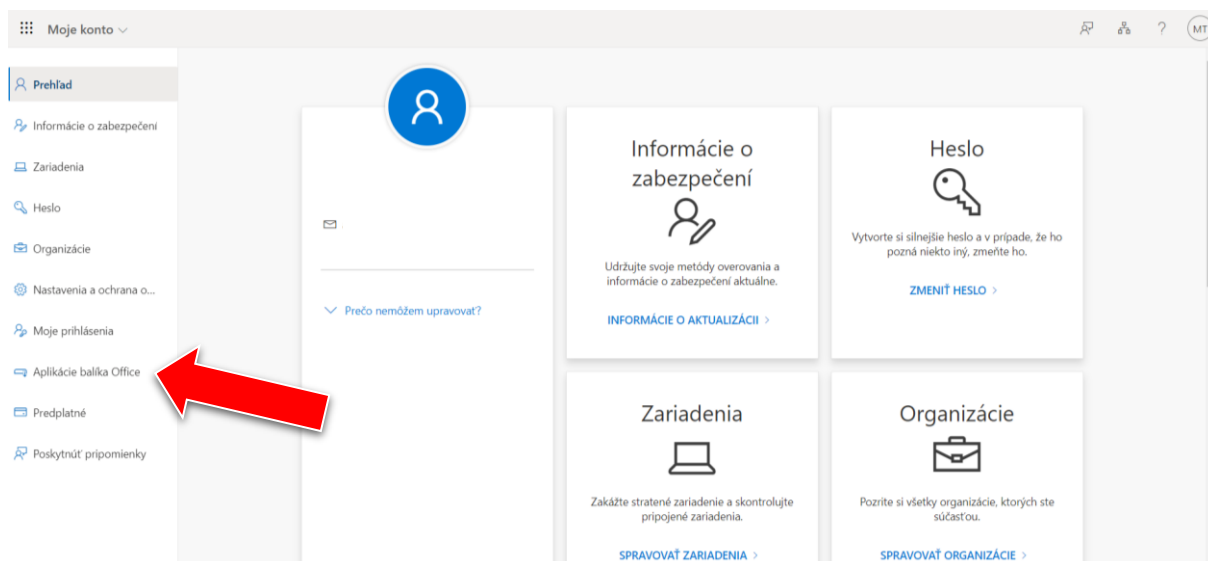 Moje konto
?
MT
Prehľad
Informácie o zabezpečení
Zariadenia
Heslo
Organizácie
Nastavenia a ochrana o...
Moje prihlásenia
Aplikácie balíka Office
Predplatné
Poskytnúť pripomienky
Prečo nemôžem upravovať?
Informácie o
zabezpečení
Udržujte svoje metódy overovania a
informácie o zabezpečení aktuálne.
INFORMÁCIE O AKTUALIZÁCII >
Heslo
Vytvorte si silnejšie heslo a v prípade, že ho
pozná niekto iný, zmeňte ho.
ZMENIŤ HESLO >
Zariadenia
Zakážte stratené zariadenie a skontrolujte
pripojené zariadenia.
SPRAVOVAŤ ZARIADENIA >
Organizácie
Pozrite si všetky organizácie, ktorých ste
súčasťou.
SPRAVOVAŤ ORGANIZÁCIE >